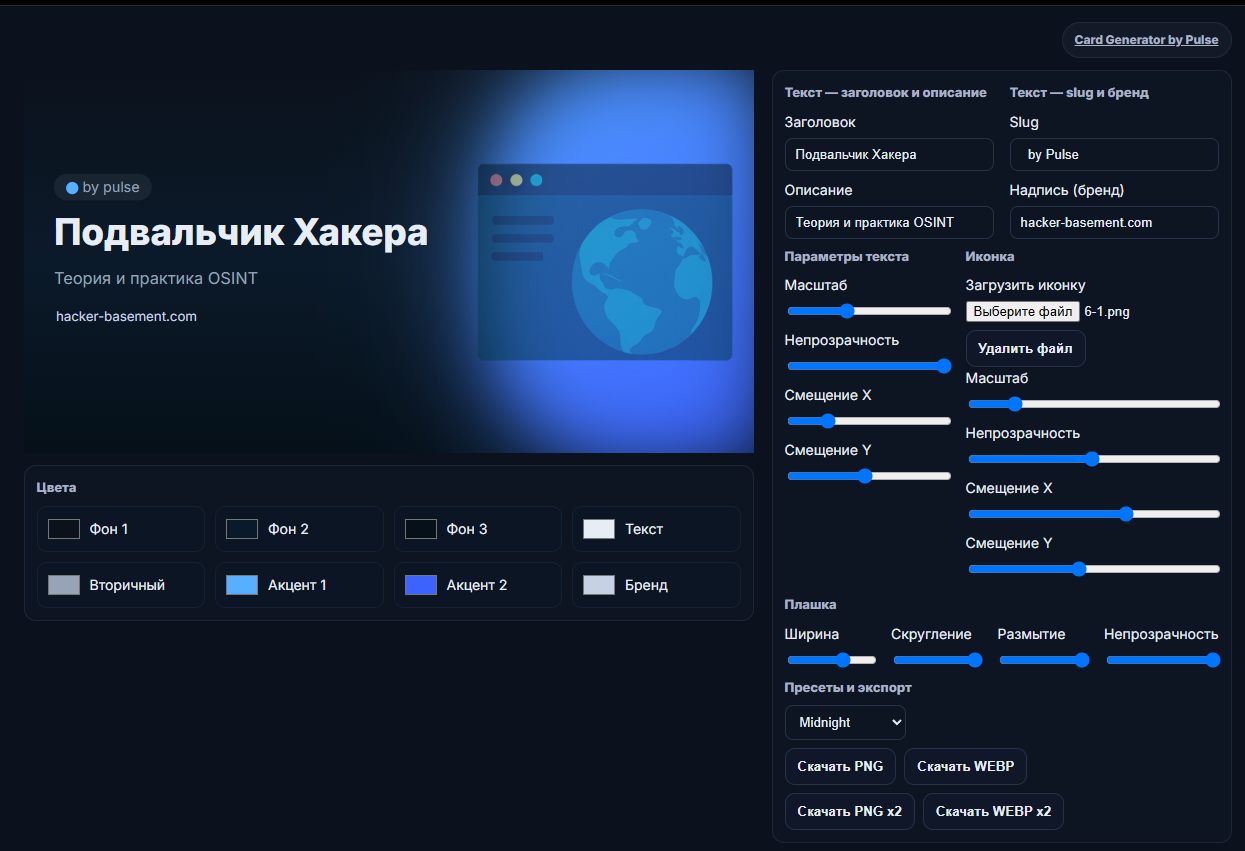 Card Generator by Pulse
by pulse
Подвальчик Хакера
Теория и практика OSINT
hacker-basement.com
Цвета
Фон 1
Фон 2
Фон 3
Текст
Вторичный
Акцент 1
Акцент 2
Бренд
Текст — заголовок и описание
Заголовок
Подвальчик Хакера
Описание
Теория и практика OSINT
Текст — slug и бренд
Slug
by Pulse
Надпись (бренд)
hacker-basement.com
Параметры текста
Масштаб
Непрозрачность
Смещение X
Смещение Y
Иконка
Загрузить иконку
Выберите файл 6-1.png
Удалить файл
Масштаб
Непрозрачность
Смещение X
Смещение Y
Плашка
Ширина
Скругление
Размытие
Непрозрачность
Пресеты и экспорт
Midnight
Скачать PNG
Скачать WEBP
Скачать PNG x2
Скачать WEBP x2